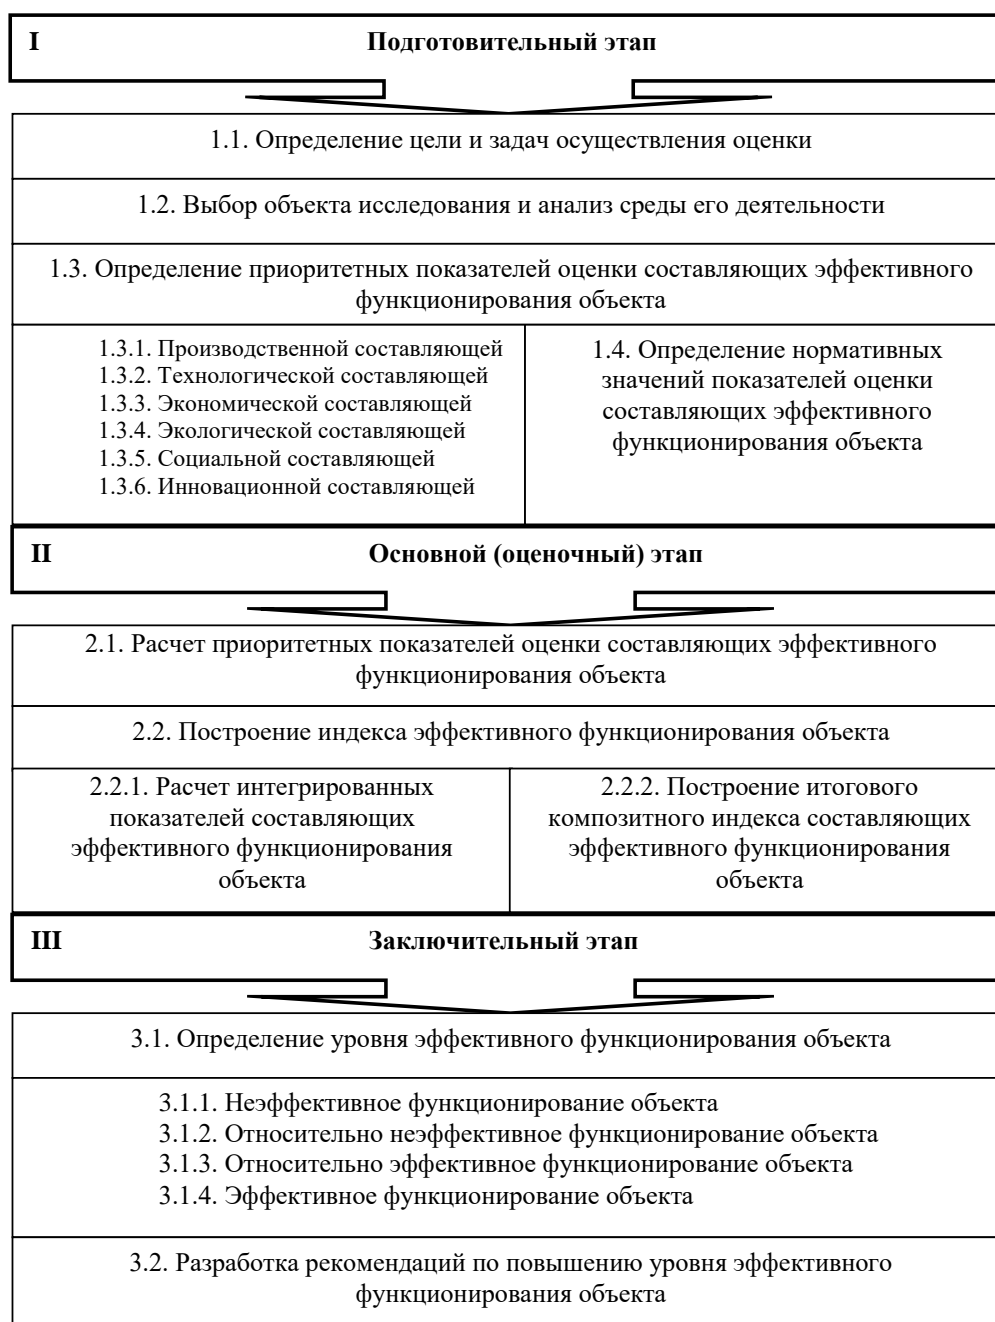 I Подготовительный этап
1.1. Определение цели и задач осуществления оценки
1.2. Выбор объекта исследования и анализ среды его деятельности
1.3. Определение приоритетных показателей оценки составляющих эффективного
функционирования объекта
1.3.1. Производственной составляющей
1.3.2. Технологической составляющей
1.3.3. Экономической составляющей
1.3.4. Экологической составляющей
1.3.5. Социальной составляющей
1.3.6. Инновационной составляющей
1.4. Определение нормативных
значений показателей оценки
составляющих эффективного
функционирования объекта
II Основной (оценочный) этап
2.1. Расчет приоритетных показателей оценки составляющих эффективного
функционирования объекта
2.2. Построение индекса эффективного функционирования объекта
2.2.1. Расчет интегрированных
показателей составляющих
эффективного функционирования
объекта
2.2.2. Построение итогового
композитного индекса составляющих
эффективного функционирования
объекта
III Заключительный этап
3.1. Определение уровня эффективного функционирования объекта
3.1.1. Неэффективное функционирование объекта
3.1.2. Относительно неэффективное функционирование объекта
3.1.3. Относительно эффективное функционирование объекта
3.1.4. Эффективное функционирование объекта
3.2. Разработка рекомендаций по повышению уровня эффективного
функционирования объекта